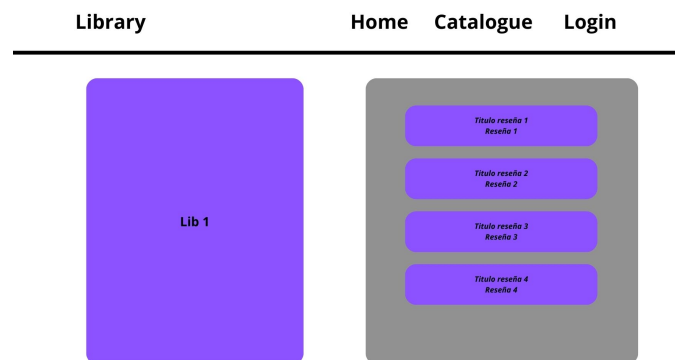 Library Home Catalogue Login
Lib 1
Titulo reseña 1
Reseña 1
Titulo reseña 2
Reseña 2
Titulo reseña 3
Reseña 3
Titulo reseña 4
Reseña 4